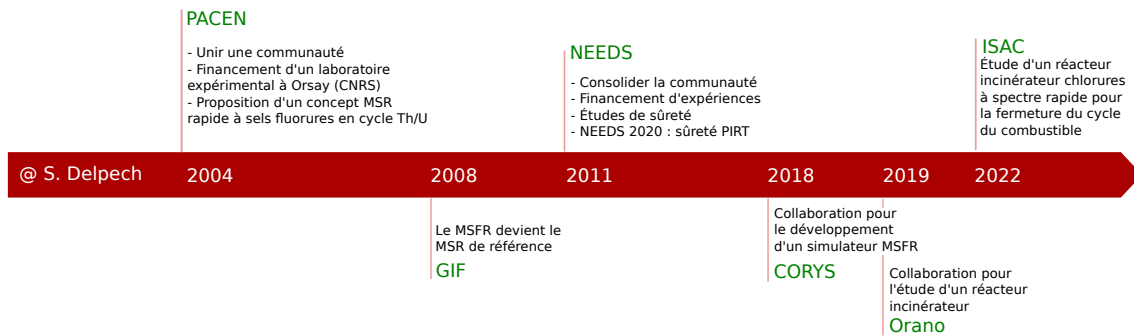 PACEN
- Unir une communauté
- Financement d'un laboratoire
expérimental à Orsay (CNRS)
- Proposition d'un concept MSR
rapide à sels fluorures en cycle Th/U
NEEDS
- Consolider la communauté
- Financement d'expériences
- Études de sûreté
- NEEDS 2020 : sûreté PIRT
ISAC
Étude d'un réacteur
incinérateur chlorures
à spectre rapide pour
la fermeture du cycle
du combustible
@ S. Delpech
2004
2008
2011
2018
2019
2022
Le MSFR devient le
MSR de référence
GIF
Collaboration pour
le développement
d'un simulateur MSFR
CORYS
Collaboration pour
l'étude d'un réacteur
incinérateur
Orano